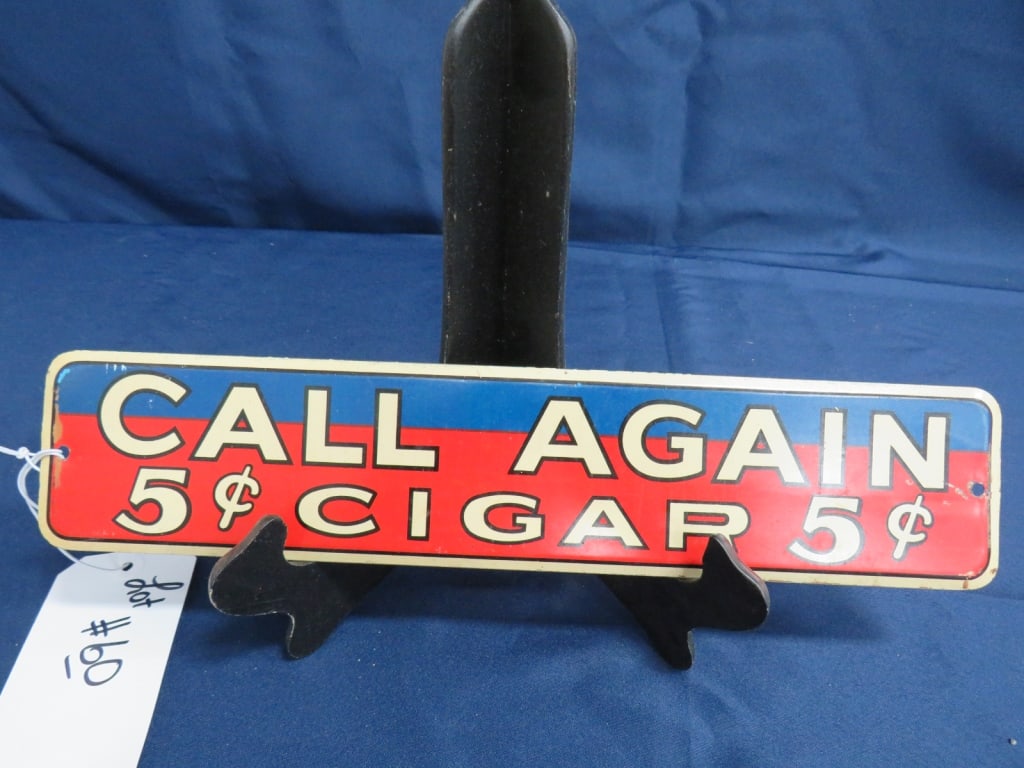 CALL AGAIN
5¢ CIGAR 5¢
Lot #60